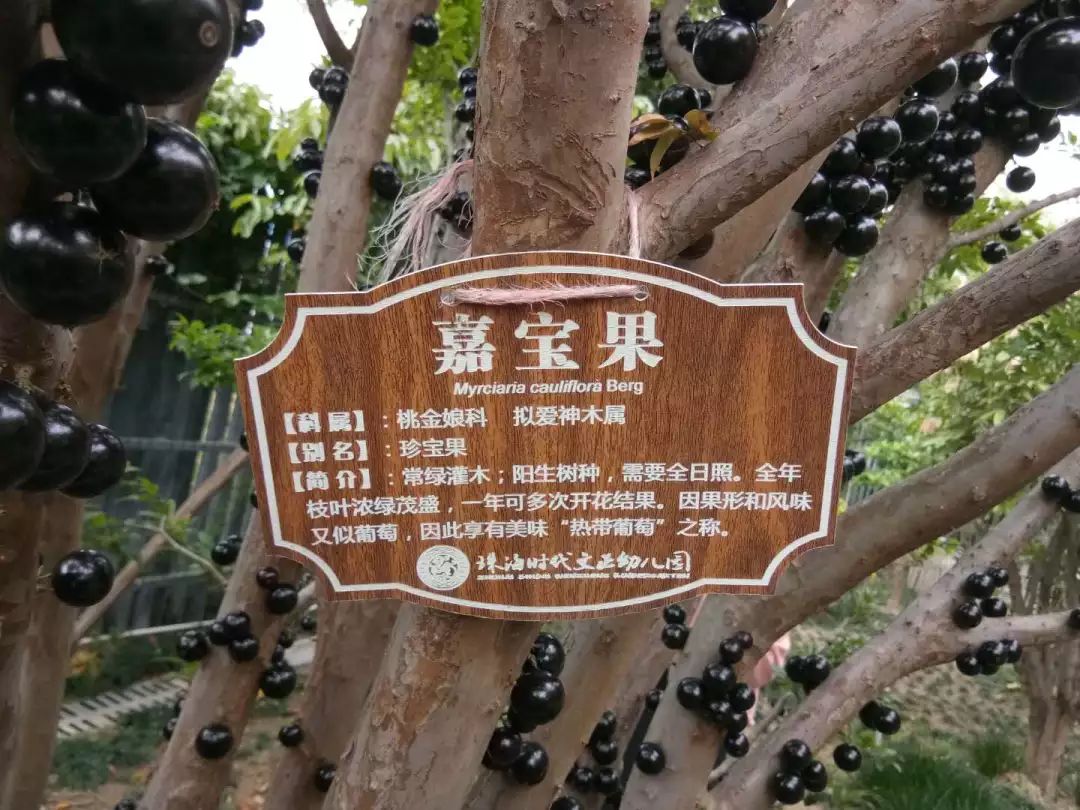 嘉宝果
Myrciaria cauliflora Berg
【科属】：桃金娘科 拟爱神木属
【别名】：珍宝果
【简介】：常绿灌木；阳生树种，需要全日照。全年
枝叶浓绿茂盛，一年可多次开花结果。因果形和风味
又似葡萄，因此享有美味“热带葡萄”之称。
珠海时代文正幼儿园